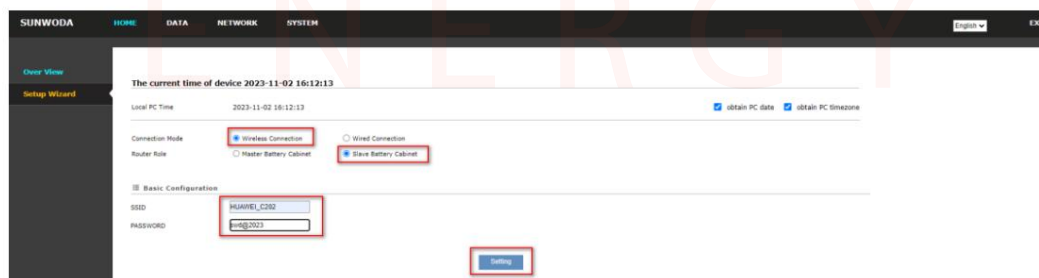 ENERGY
SUNWODA HOME DATA NETWORK SYSTEM English EX
Over View
Setup Wizard
The current time of device 2023-11-02 16:12:13
Local PC Time 2023-11-02 16:12:13 obtain PC date obtain PC timezone
Connection Mode Wireless Connection Wired Connection
Router Role Master Battery Cabinet Slave Battery Cabinet
Basic Configuration
SSID HUAWEI_C202
PASSWORD
Setting